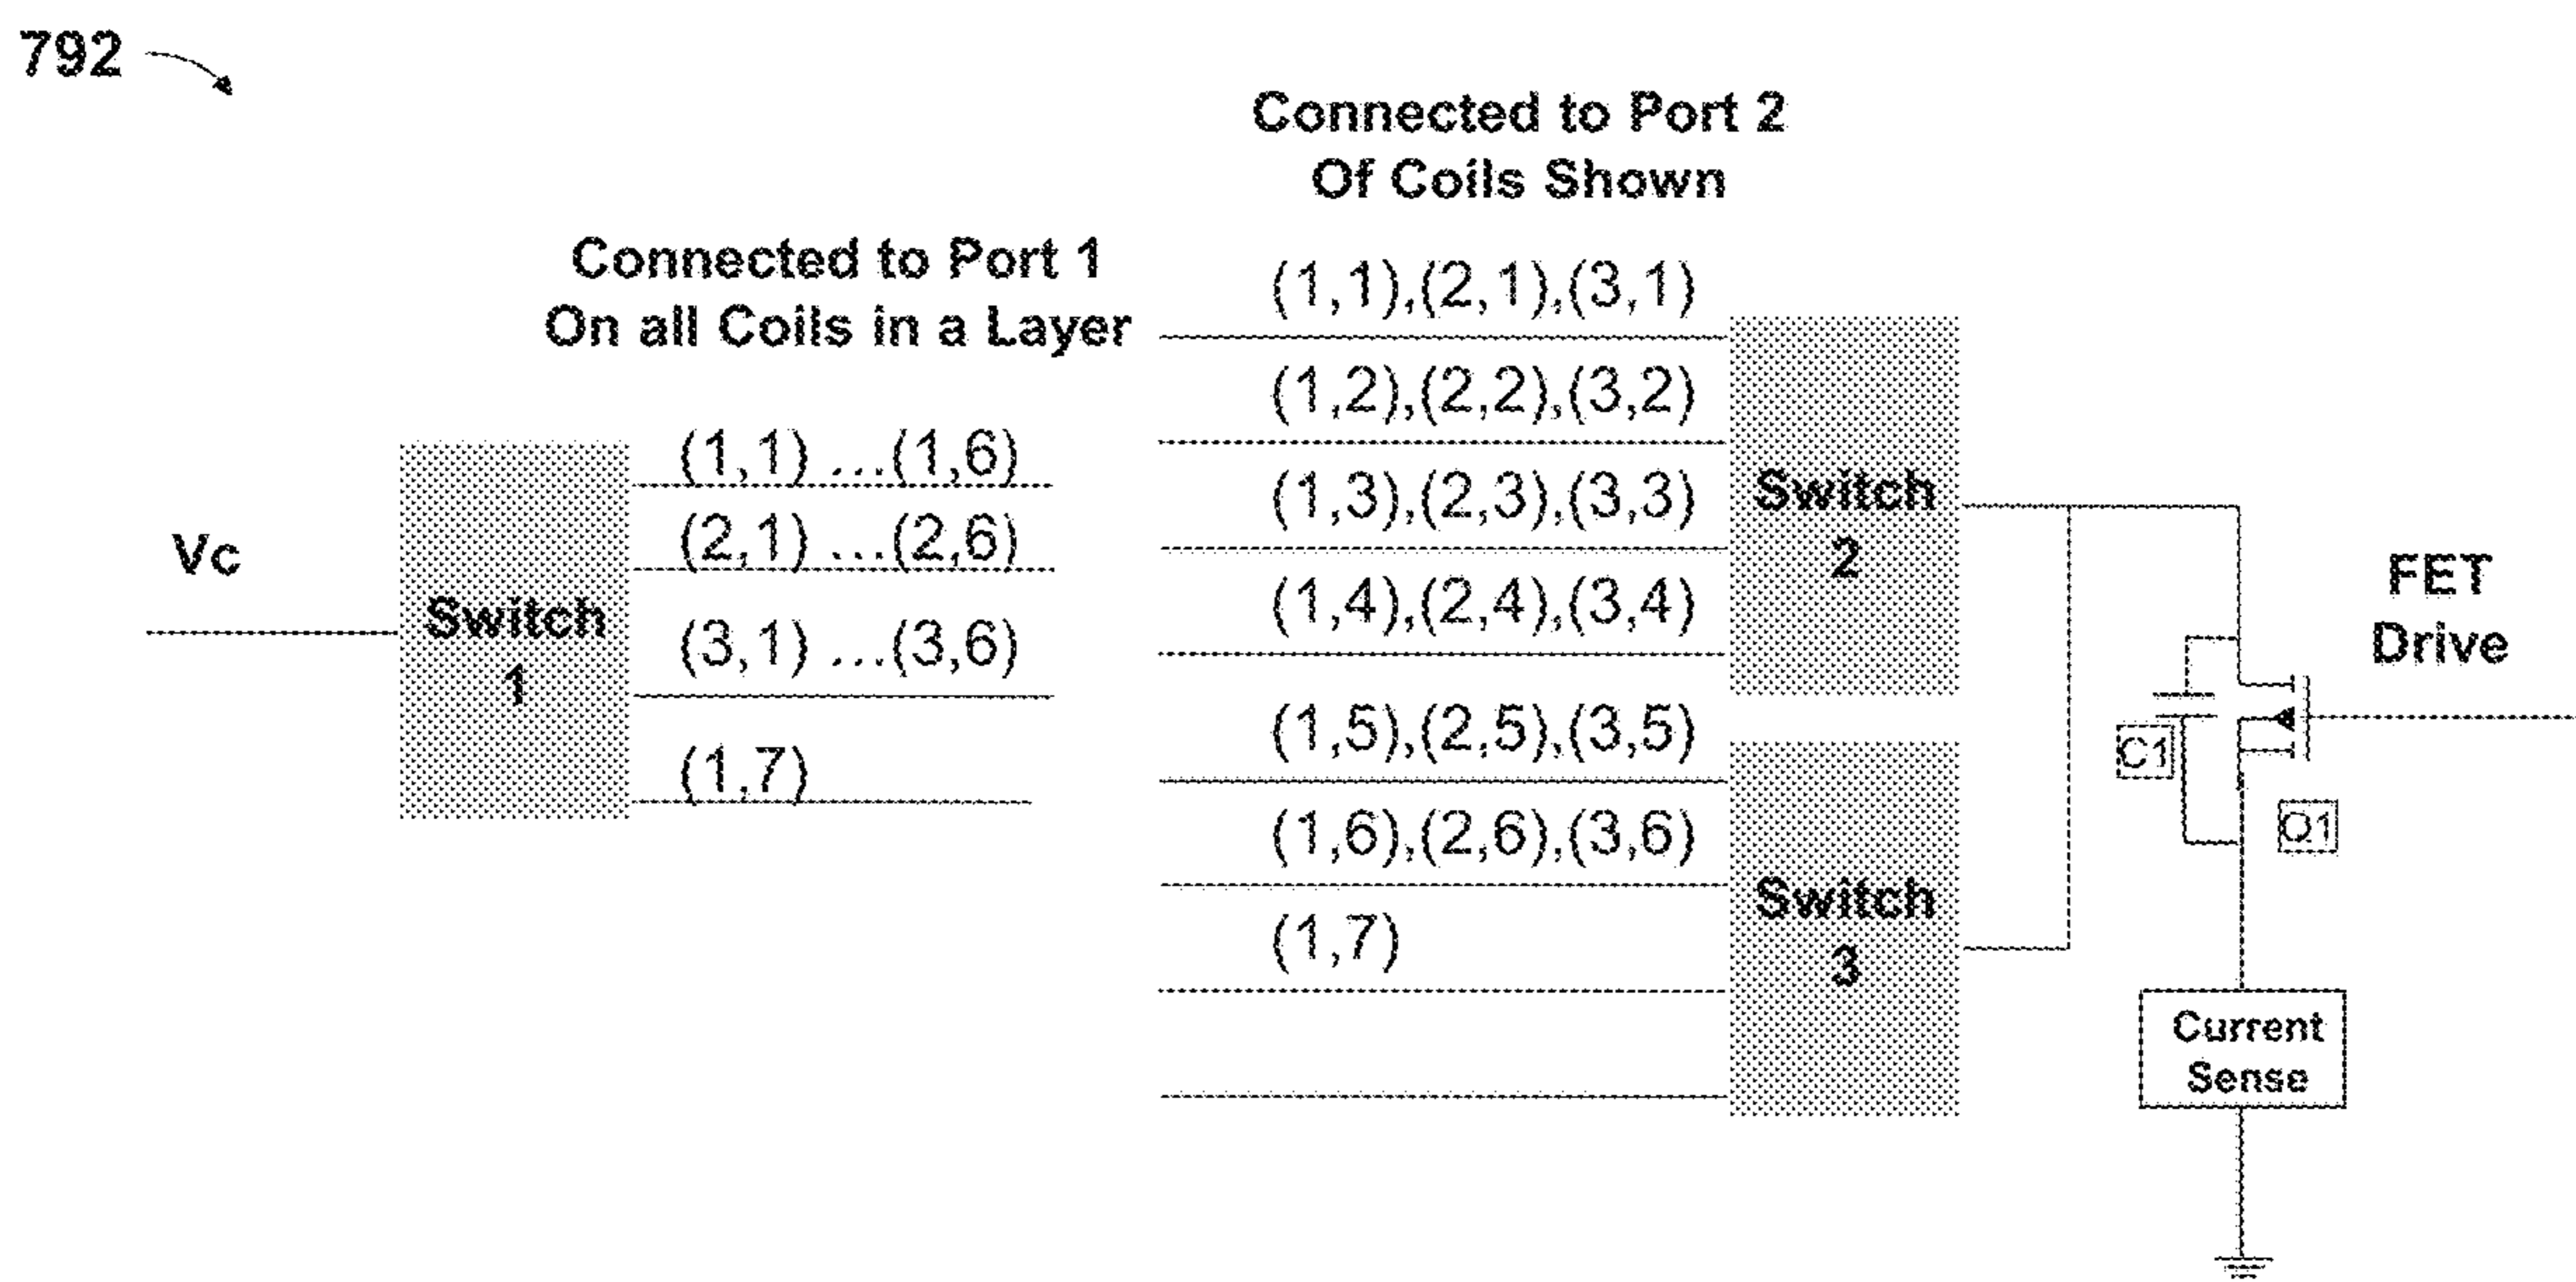 792
Connected to Port 2
Of Coils Shown
Connected to Port 1
On all Coils in a Layer
(1,1),(2,1),(3,1)
(1,2),(2,2),(3,2)
(1,3),(2,3),(3,3)
(1,4),(2,4),(3,4)
(1,5),(2,5),(3,5)
(1,6),(2,6),(3,6)
(1,7)
Vc
Switch
1
(1,1) ...(1,6)
(2,1) ...(2,6)
(3,1) ...(3,6)
(1,7)
Switch
2
Switch
3
FET
Drive
C1
Q1
Current
Sense